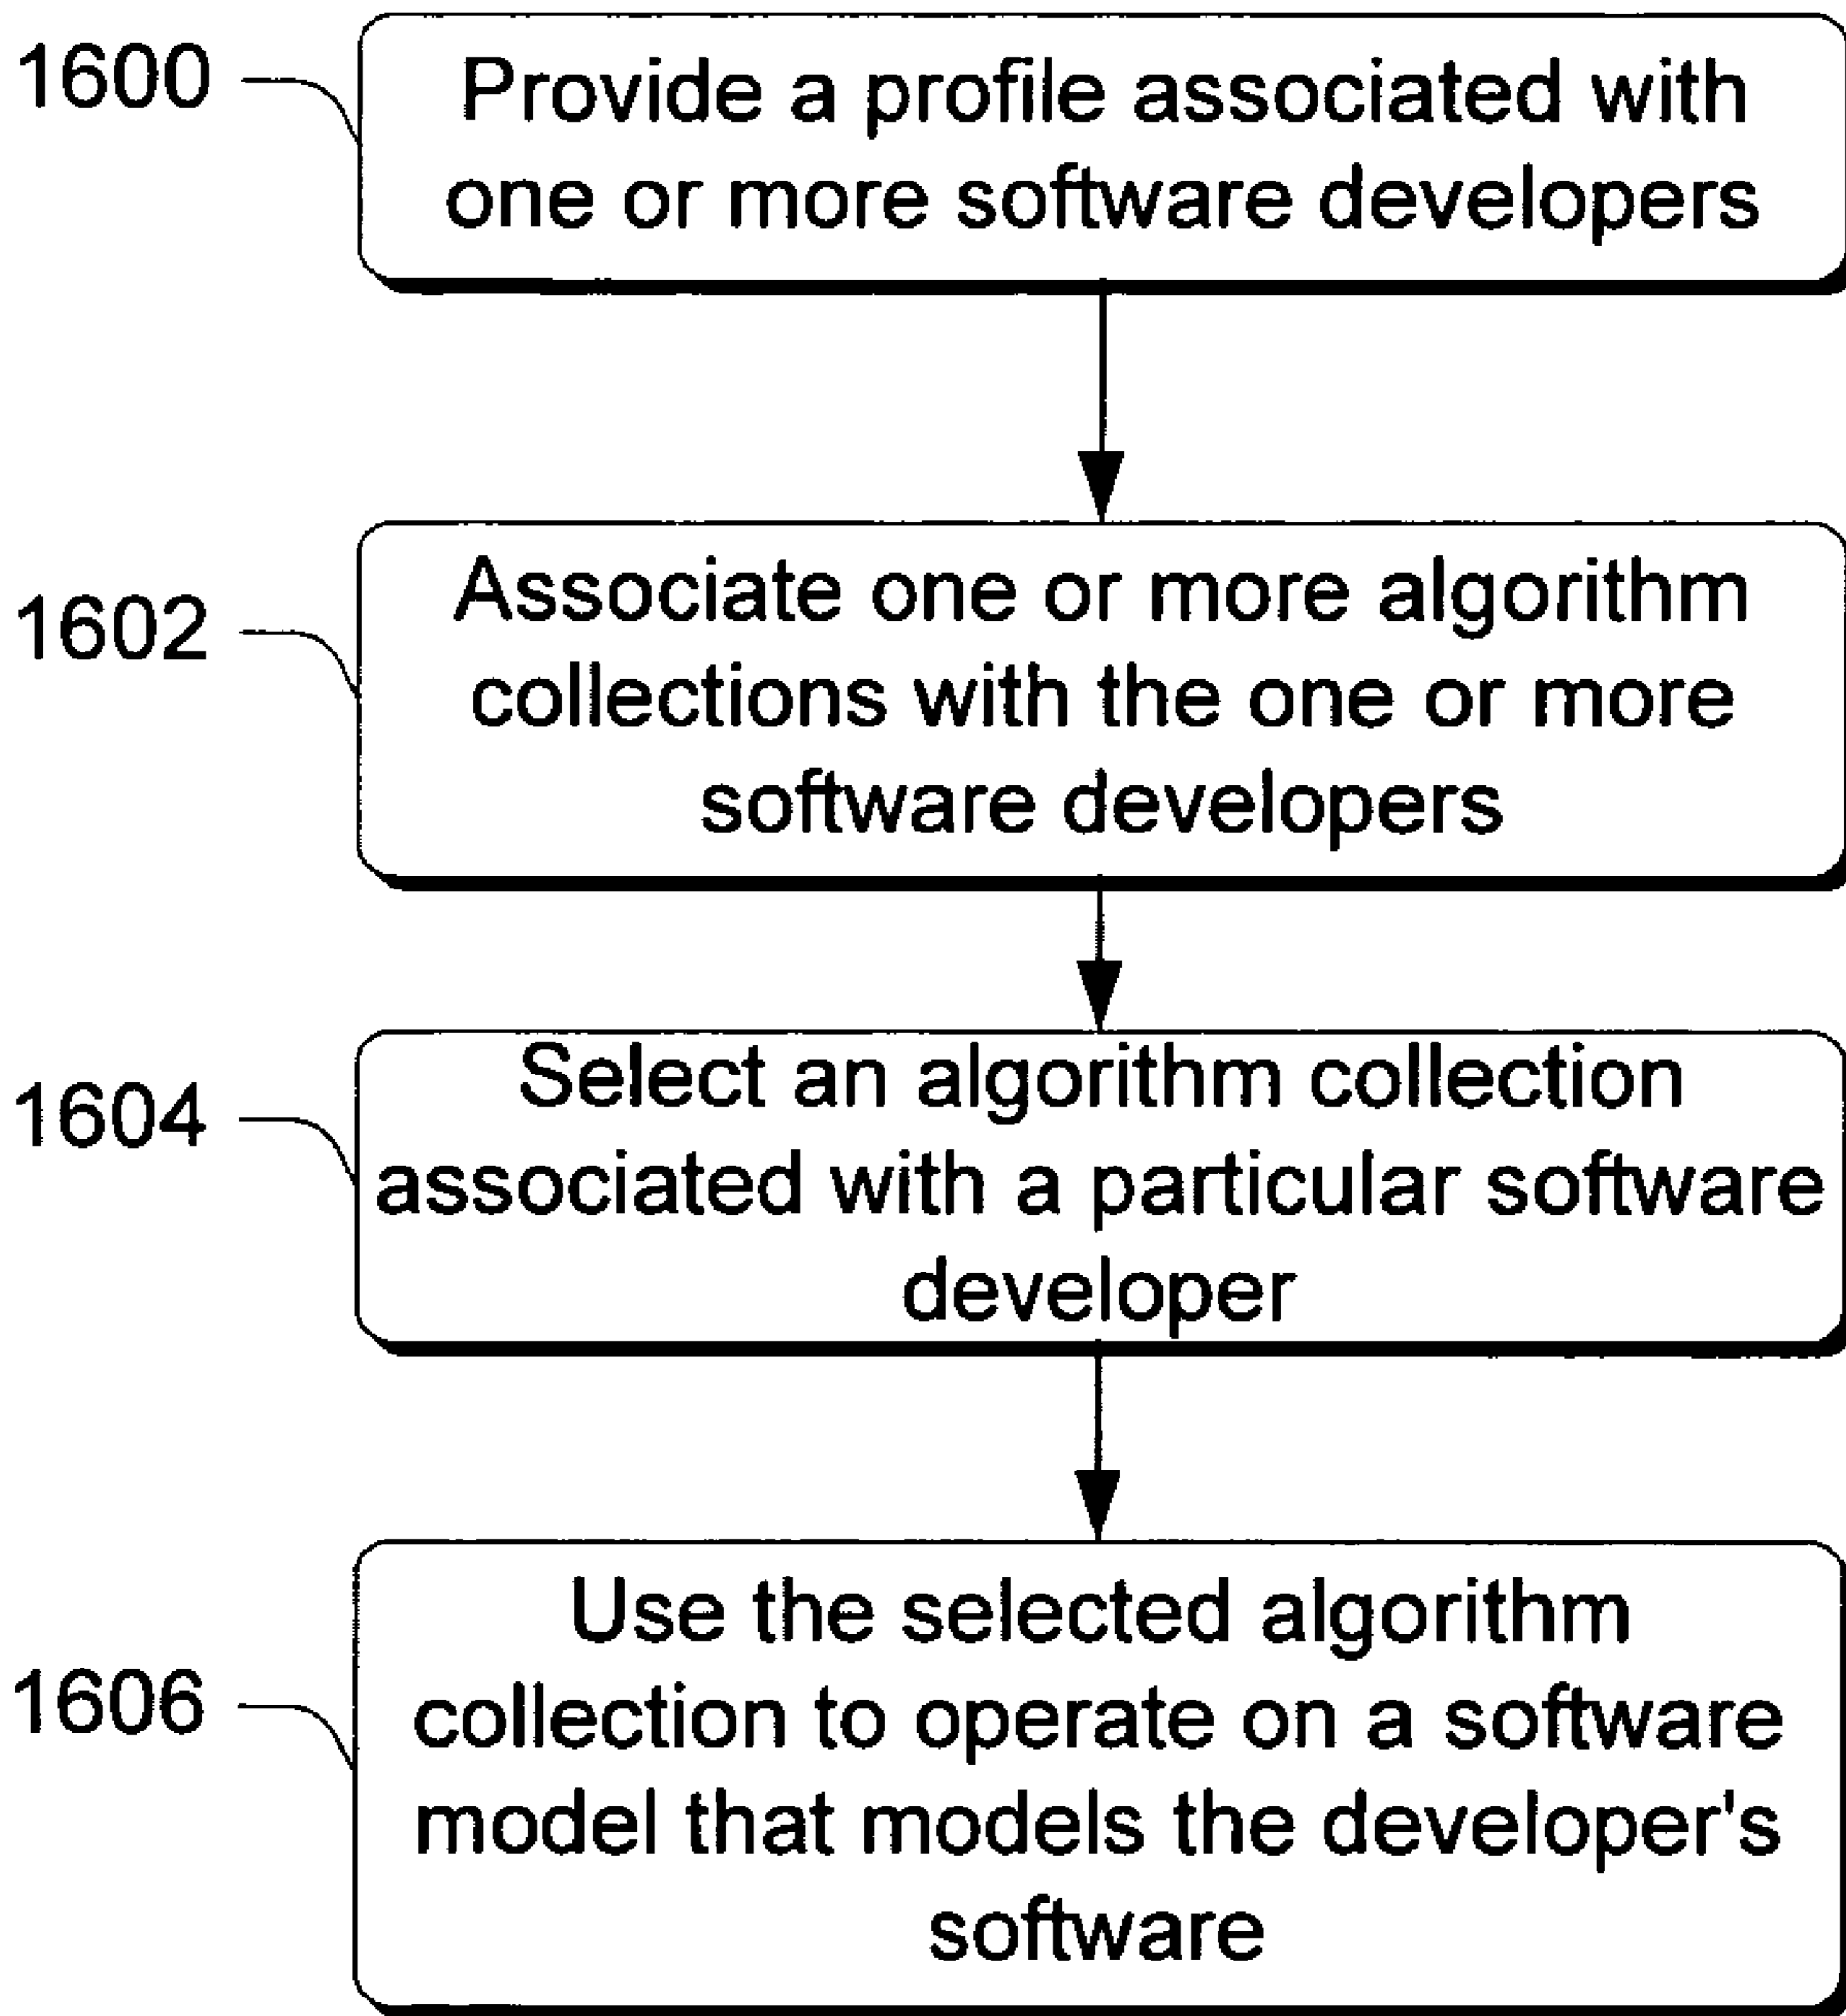 1600
Provide a profile associated with
one or more software developers
1602
Associate one or more algorithm
collections with the one or more
software developers
1604
Select an algorithm collection
associated with a particular software
developer
1606
Use the selected algorithm
collection to operate on a software
model that models the developer's
software